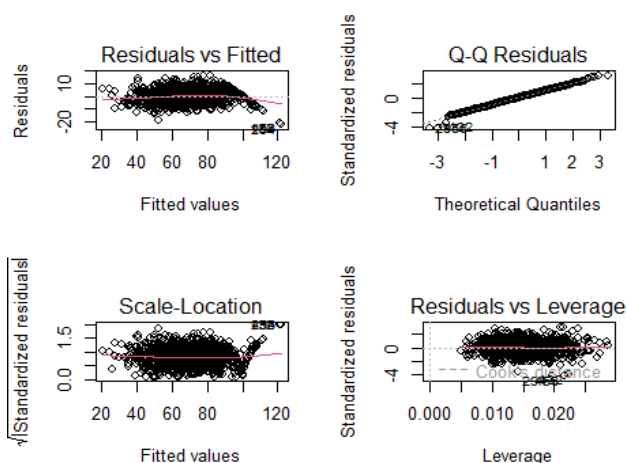 Residuals vs Fitted
Residuals
10
-20
20 40 60 80 100 120
Fitted values
Q-Q Residuals
Standardized residuals
0
-4
-3 -1 0 1 2 3
Theoretical Quantiles
Scale-Location
√|Standardized residuals|
1.5
0.0
20 40 60 80 100 120
Fitted values
Residuals vs Leverage
Standardized residuals
0
-4
Cook's distance
0.000 0.010 0.020
Leverage